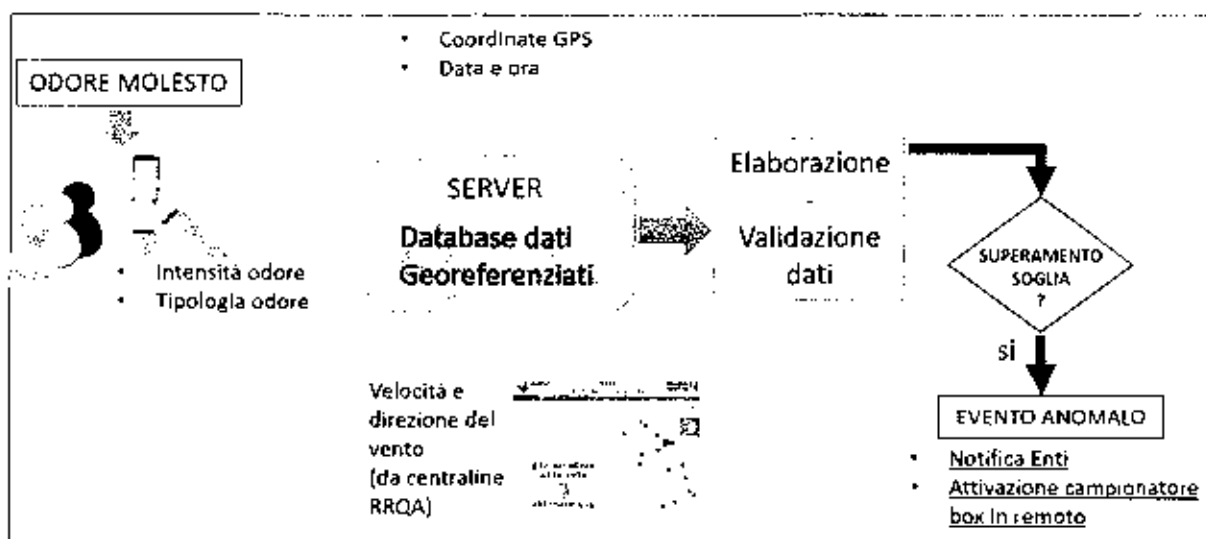 Coordinate GPS
Data e ora
ODORE MOLESTO
Intensità odore
Tipologia odore
SERVER
Database dati
Georeferenziati
Elaborazione
Validazione
dati
SUPERAMENTO
SOGLIA
?
si
EVENTO ANOMALO
Notifica Enti
Attivazione campionatore
box in remoto
Velocità e
direzione del
vento
(da centraline
RRQA)